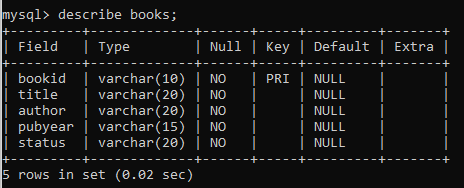 mysql> describe books;
+---------+-------------+------+-----+---------+-------+
| Field   | Type        | Null | Key | Default | Extra |
+---------+-------------+------+-----+---------+-------+
| bookid  | varchar(10) | NO   | PRI | NULL    |       |
| title   | varchar(20) | NO   |     | NULL    |       |
| author  | varchar(20) | NO   |     | NULL    |       |
| pubyear | varchar(15) | NO   |     | NULL    |       |
| status  | varchar(20) | NO   |     | NULL    |       |
+---------+-------------+------+-----+---------+-------+
5 rows in set (0.02 sec)